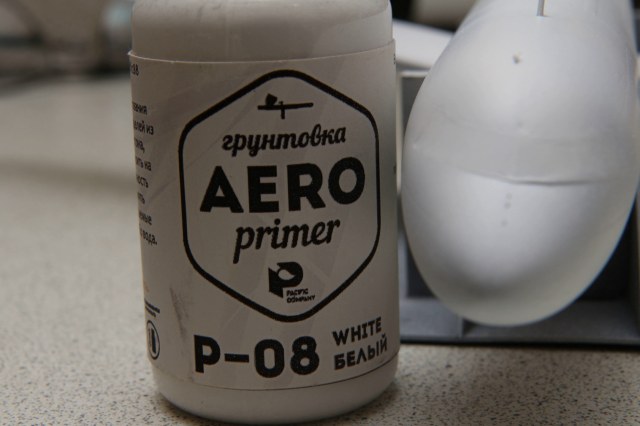 грунтовка
AERO
primer
PACIFIC
COMPANY
P-08 WHITE
БЕЛЫЙ